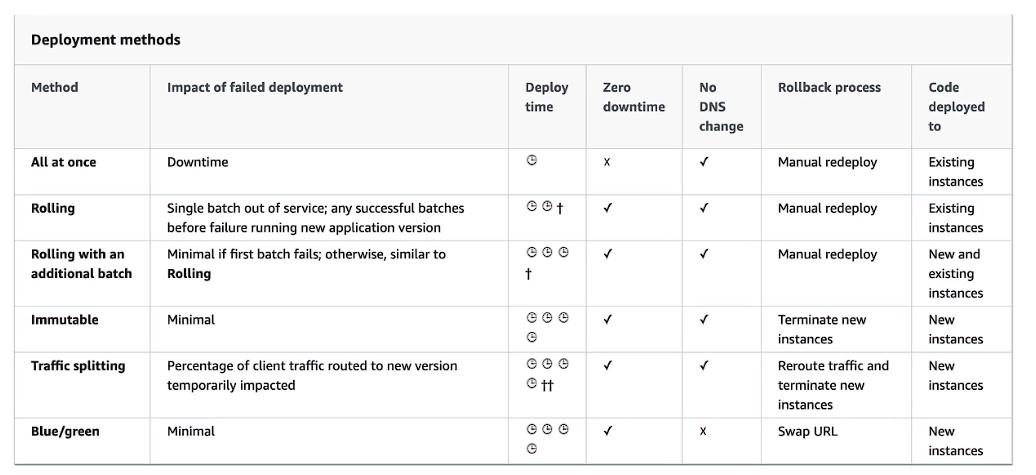 Deployment methods
Method Impact of failed deployment Deploy time Zero downtime No DNS change Rollback process Code deployed to
All at once Downtime ◷ x ✓ Manual redeploy Existing instances
Rolling Single batch out of service; any successful batches before failure running new application version ◷ ◷ † ✓ ✓ Manual redeploy Existing instances
Rolling with an additional batch Minimal if first batch fails; otherwise, similar to Rolling ◷ ◷ ◷ † ✓ ✓ Manual redeploy New and existing instances
Immutable Minimal ◷ ◷ ◷ ◷ ✓ ✓ Terminate new instances New instances
Traffic splitting Percentage of client traffic routed to new version temporarily impacted ◷ ◷ ◷ ◷ †† ✓ ✓ Reroute traffic and terminate new instances New instances
Blue/green Minimal ◷ ◷ ◷ ◷ ✓ x Swap URL New instances